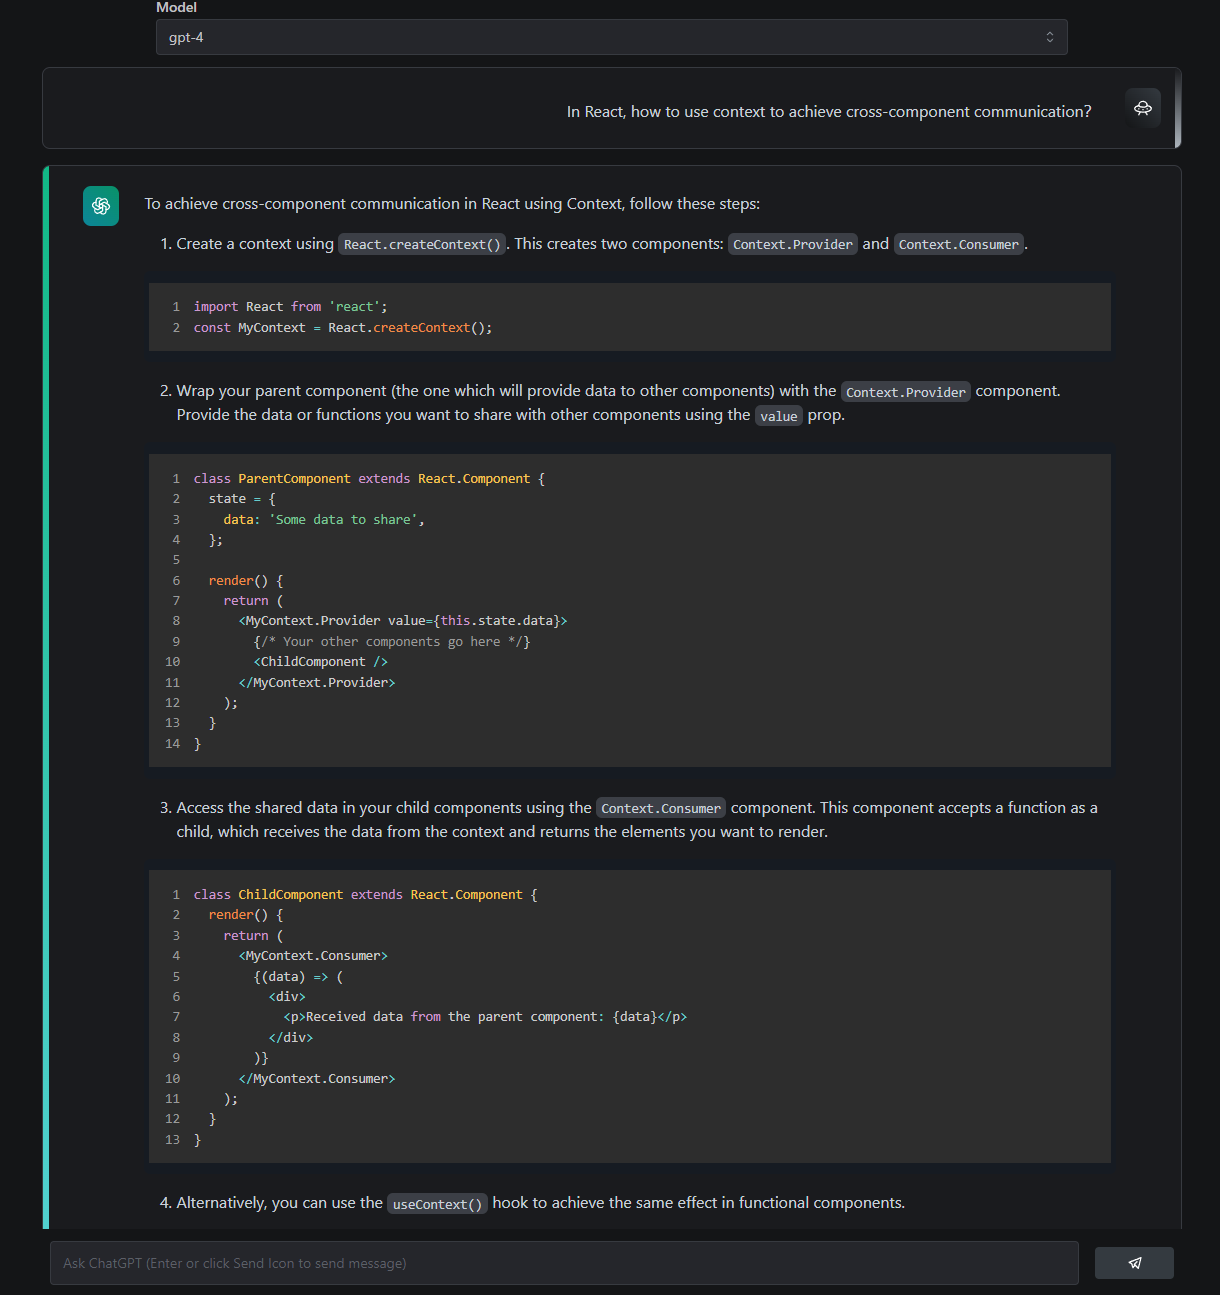 Model
gpt-4
In React, how to use context to achieve cross-component communication?
To achieve cross-component communication in React using Context, follow these steps:
1. Create a context using React.createContext(). This creates two components: Context.Provider and Context.Consumer.
1 import React from 'react';
2 const MyContext = React.createContext();
2. Wrap your parent component (the one which will provide data to other components) with the Context.Provider component.
Provide the data or functions you want to share with other components using the value prop.
1 class ParentComponent extends React.Component {
2   state = {
3     data: 'Some data to share',
4   };
5
6   render() {
7     return (
8       <MyContext.Provider value={this.state.data}>
9         {/* Your other components go here */}
10         <ChildComponent />
11       </MyContext.Provider>
12     );
13   }
14 }
3. Access the shared data in your child components using the Context.Consumer component. This component accepts a function as a
child, which receives the data from the context and returns the elements you want to render.
1 class ChildComponent extends React.Component {
2   render() {
3     return (
4       <MyContext.Consumer>
5         {(data) => (
6           <div>
7             <p>Received data from the parent component: {data}</p>
8           </div>
9         )}
10       </MyContext.Consumer>
11     );
12   }
13 }
4. Alternatively, you can use the useContext() hook to achieve the same effect in functional components.
Ask ChatGPT (Enter or click Send Icon to send message)